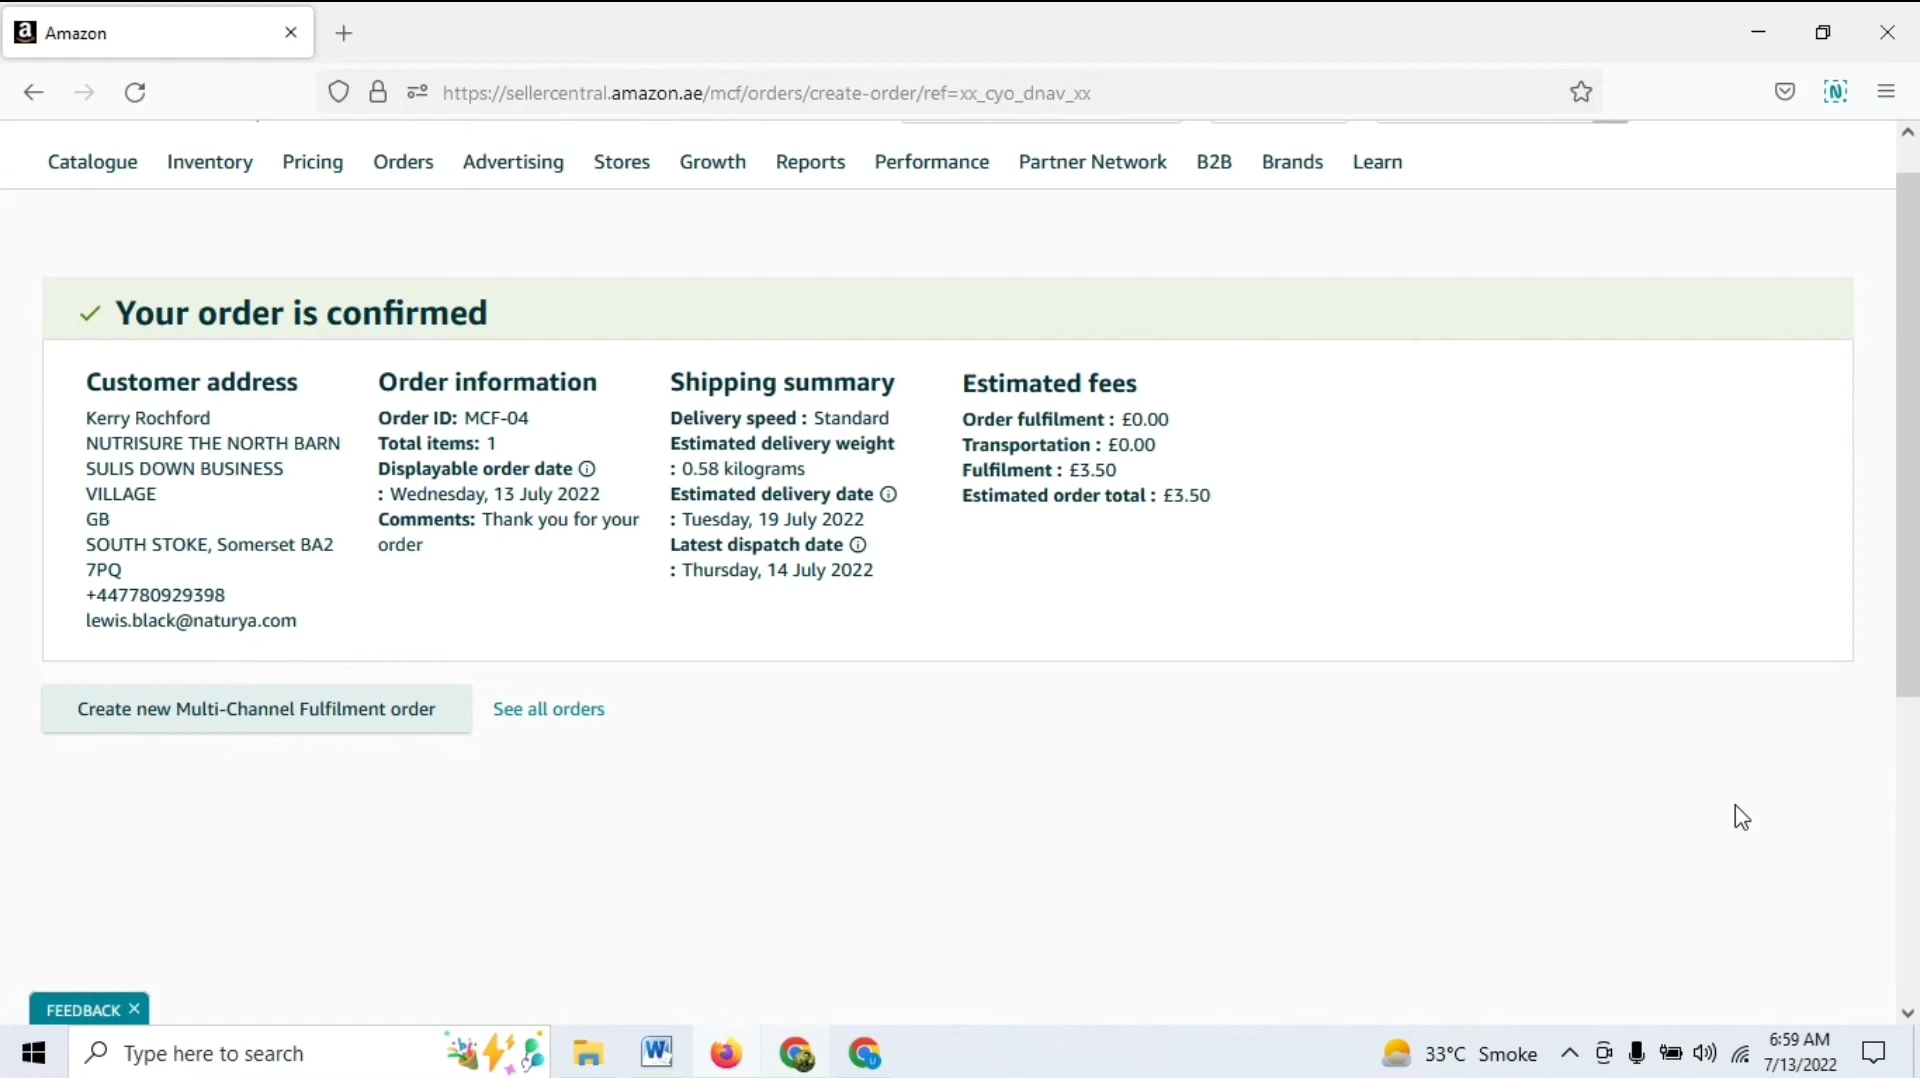 Amazon
https://sellercentral.amazon.ae/mcf/orders/create-order/ref=xx_cyo_dnav_xx
Catalogue Inventory Pricing Orders Advertising Stores Growth Reports Performance Partner Network B2B Brands Learn
Your order is confirmed
Customer address
Kerry Rochford
NUTRISURE THE NORTH BARN
SULIS DOWN BUSINESS
VILLAGE
GB
SOUTH STOKE, Somerset BA2
7PQ
+447780929398
lewis.black@naturya.com
Order information
Order ID: MCF-04
Total items: 1
Displayable order date
: Wednesday, 13 July 2022
Comments: Thank you for your
order
Shipping summary
Delivery speed : Standard
Estimated delivery weight
: 0.58 kilograms
Estimated delivery date
: Tuesday, 19 July 2022
Latest dispatch date
: Thursday, 14 July 2022
Estimated fees
Order fulfilment : £0.00
Transportation : £0.00
Fulfilment : £3.50
Estimated order total : £3.50
Create new Multi-Channel Fulfilment order
See all orders
FEEDBACK
Type here to search
33°C Smoke
6:59 AM
7/13/2022